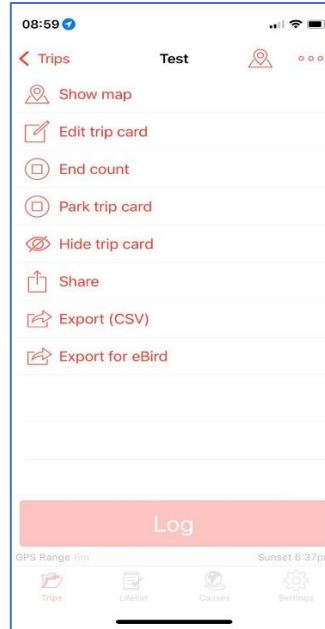 08:59
Trips Test
Show map
Edit trip card
End count
Park trip card
Hide trip card
Share
Export (CSV)
Export for eBird
Log
GPS Range 6m Sunset 6:37pm
Trips Lifelist Causes Settings